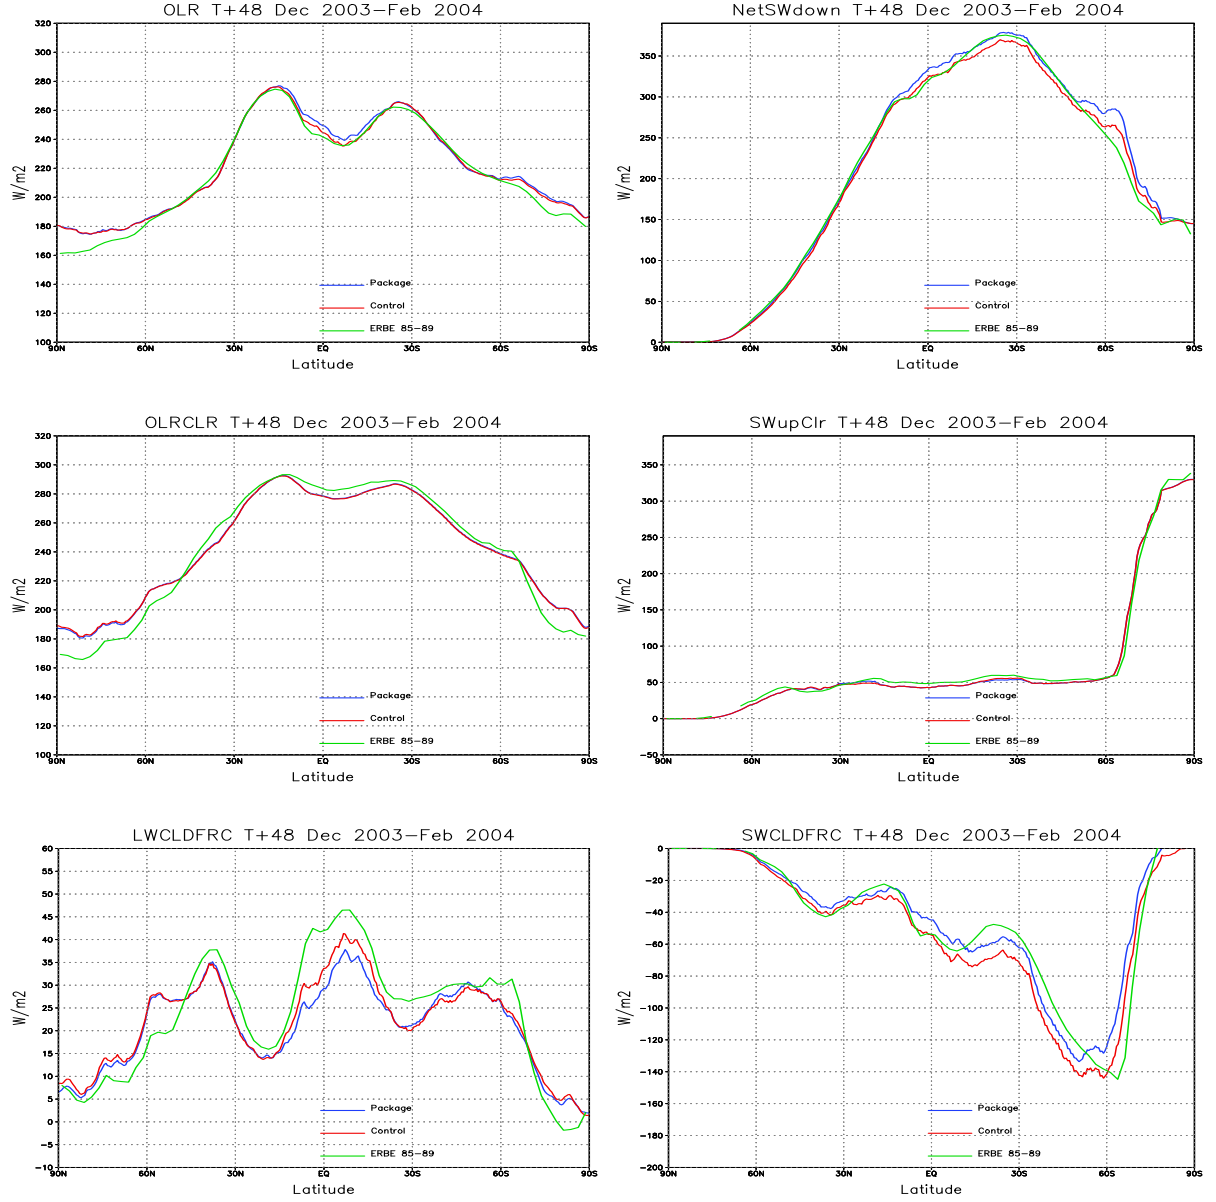 OLR T+48 Dec 2003-Feb 2004
320
300
280
260
240
220
200
180
160
140
120
100
W/m2
Package
Control
ERBE 85-89
90N 60N 30N EQ 30S 60S 90S
Latitude
NetSWdown T+48 Dec 2003-Feb 2004
350
300
250
200
150
100
50
0
W/m2
Package
Control
ERBE 85-89
90N 60N 30N EQ 30S 60S 90S
Latitude
OLRCLR T+48 Dec 2003-Feb 2004
320
300
280
260
240
220
200
180
160
140
120
100
W/m2
Package
Control
ERBE 85-89
90N 60N 30N EQ 30S 60S 90S
Latitude
SWupClr T+48 Dec 2003-Feb 2004
350
300
250
200
150
100
50
0
-50
W/m2
Package
Control
ERBE 85-89
90N 60N 30N EQ 30S 60S 90S
Latitude
LWCLDFRC T+48 Dec 2003-Feb 2004
60
55
50
45
40
35
30
25
20
15
10
5
0
-5
-10
W/m2
Package
Control
ERBE 85-89
90N 60N 30N EQ 30S 60S 90S
Latitude
SWCLDFRC T+48 Dec 2003-Feb 2004
0
-20
-40
-60
-80
-100
-120
-140
-160
-180
-200
W/m2
Package
Control
ERBE 85-89
90N 60N 30N EQ 30S 60S 90S
Latitude